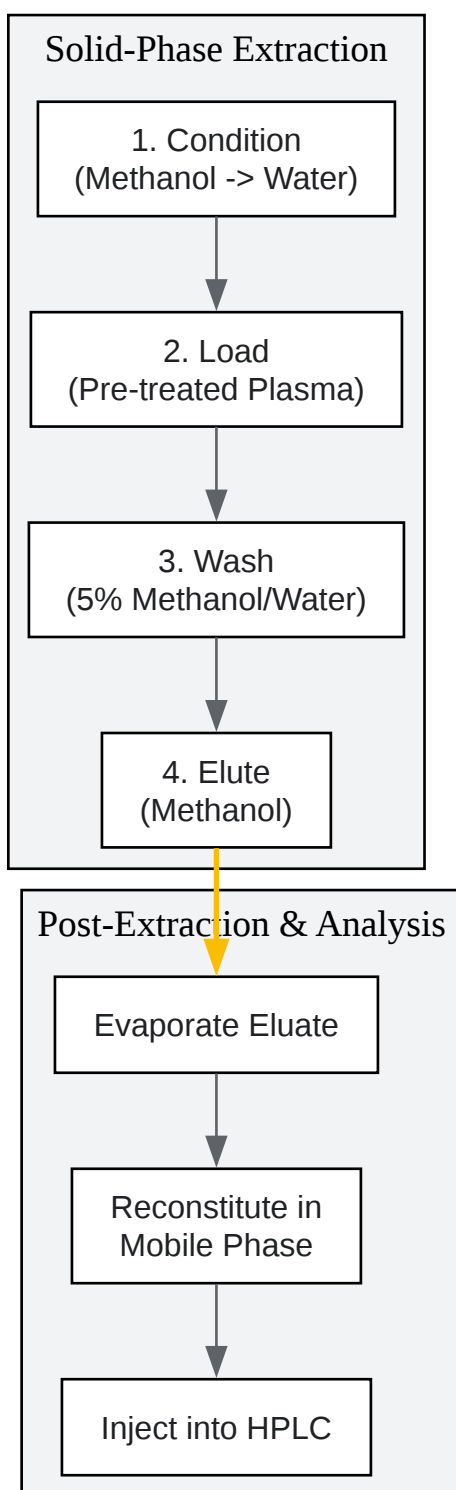 Solid-Phase Extraction
1. Condition
(Methanol -> Water)
2. Load
(Pre-treated Plasma)
3. Wash
(5% Methanol/Water)
4. Elute
(Methanol)
Post-Extraction & Analysis
Evaporate Eluate
Reconstitute in
Mobile Phase
Inject into HPLC